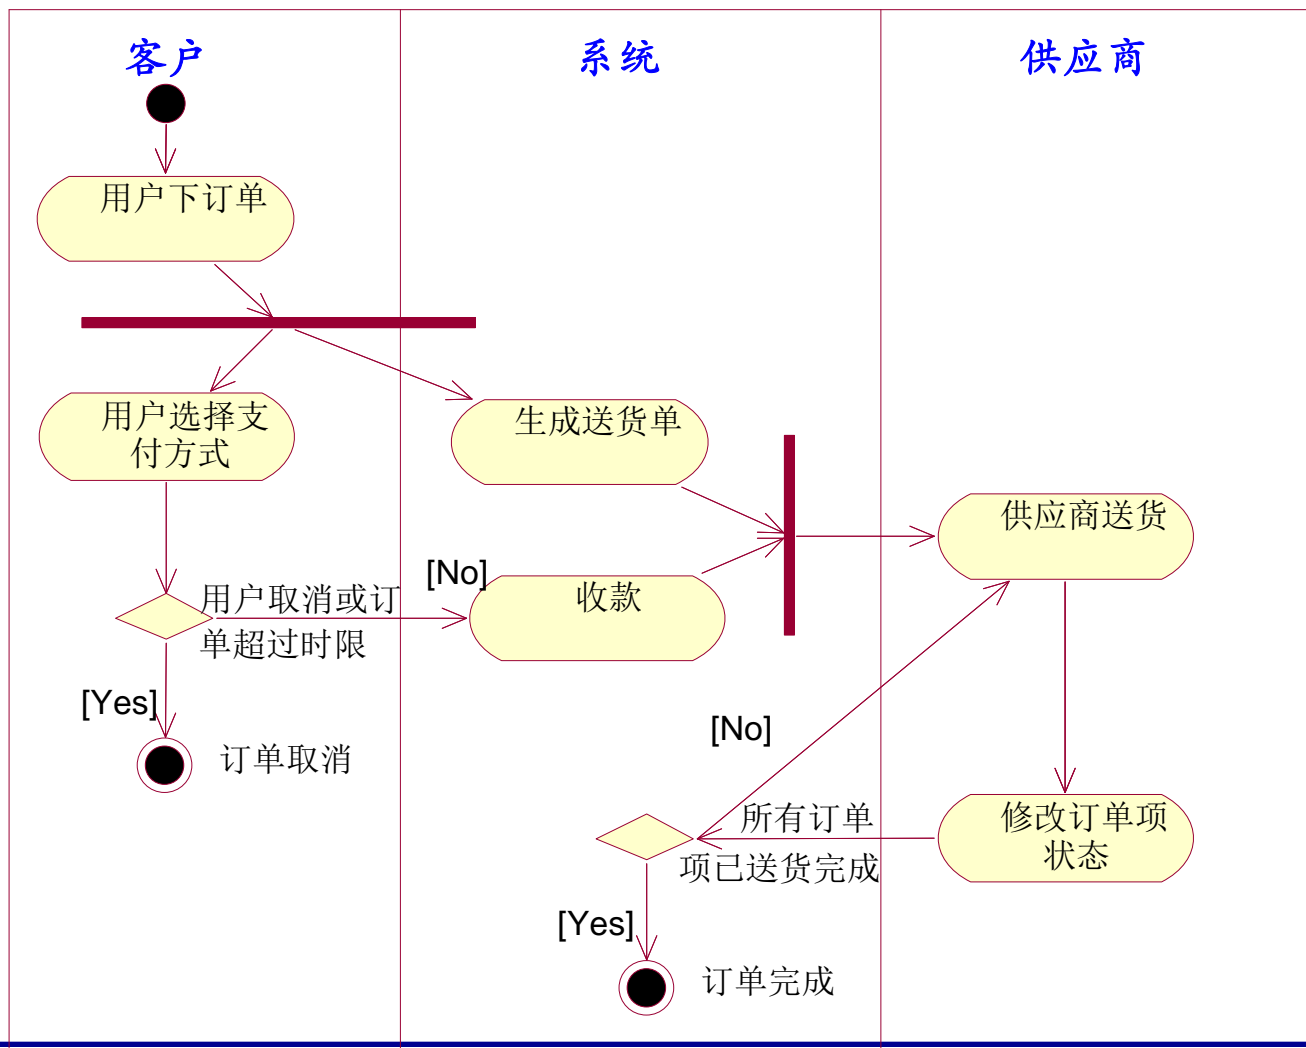 客户
系统
供应商
用户下订单
用户选择支
付方式
生成送货单
供应商送货
[No]
收款
用户取消或订
单超过时限
[Yes]
订单取消
[No]
所有订单
项已送货完成
修改订单项
状态
[Yes]
订单完成